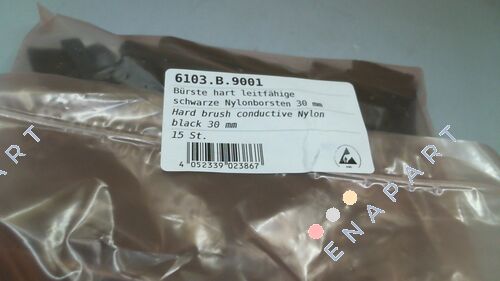 6103.B.9001
Bürste hart leitfähige
schwarze Nylonborsten 30 mm
Hard brush conductive Nylon
black 30 mm
15 St.
4 052339 023867
ENAPART
ENAPART